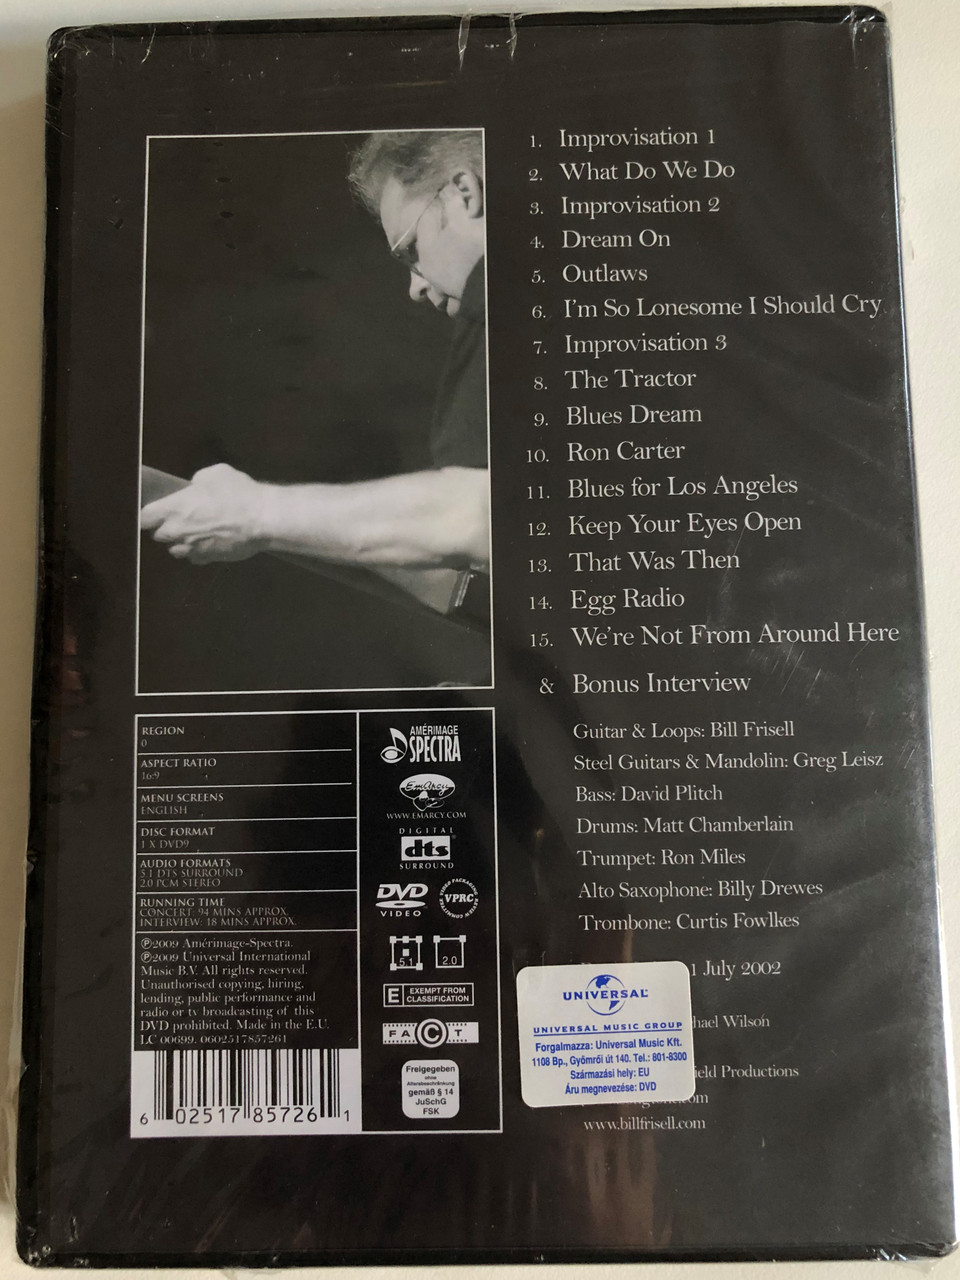 1. Improvisation 1
2. What Do We Do
3. Improvisation 2
4. Dream On
5. Outlaws
6. I'm So Lonesome I Should Cry
7. Improvisation 3
8. The Tractor
9. Blues Dream
10. Ron Carter
11. Blues for Los Angeles
12. Keep Your Eyes Open
13. That Was Then
14. Egg Radio
15. We're Not From Around Here
& Bonus Interview
Guitar & Loops: Bill Frisell
Steel Guitars & Mandolin: Greg Leisz
Bass: David Plitch
Drums: Matt Chamberlain
Trumpet: Ron Miles
Alto Saxophone: Billy Drewes
Trombone: Curtis Fowlkes
1 July 2002
Wilson
Productions
www.billfrisell.com
UNIVERSAL
UNIVERSAL MUSIC GROUP
Forgalmazza: Universal Music Kft.
1108 Bp., Gyömrői út 140. Tel.: 801-8300
Származási hely: EU
Áru megnevezése: DVD
REGION
0
ASPECT RATIO
16:9
MENU SCREENS
ENGLISH
DISC FORMAT
1 X DVD9
AUDIO FORMATS
5.1 DTS SURROUND
2.0 PCM STEREO
RUNNING TIME
CONCERT: 94 MINS APPROX.
INTERVIEW: 18 MINS APPROX.
℗2009 Amérimage-Spectra.
℗2009 Universal International
Music B.V. All rights reserved.
Unauthorised copying, hiring,
lending, public performance and
radio or tv broadcasting of this
DVD prohibited. Made in the E.U.
LC 00699. 0602517857261
6 02517 85726 1
AMÉRIMAGE
SPECTRA
EmArcy
WWW.EMARCY.COM
DIGITAL
dts
SURROUND
DVD
VIDEO
VIDEO PACKAGING REVIEW COMMITTEE
VPRC
5.1
2.0
E EXEMPT FROM
CLASSIFICATION
FACT
Freigegeben
ohne
Altersbeschränkung
gemäß § 14
JuSchG
FSK